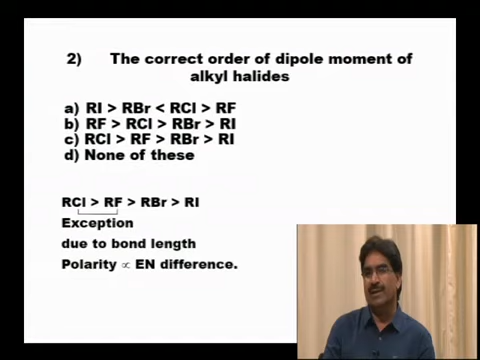 2) The correct order of dipole moment of
alkyl halides
a) RI > RBr < RCl > RF
b) RF > RCl > RBr > RI
c) RCl > RF > RBr > RI
d) None of these
RCl > RF > RBr > RI
Exception
due to bond length
Polarity ∝ EN difference.